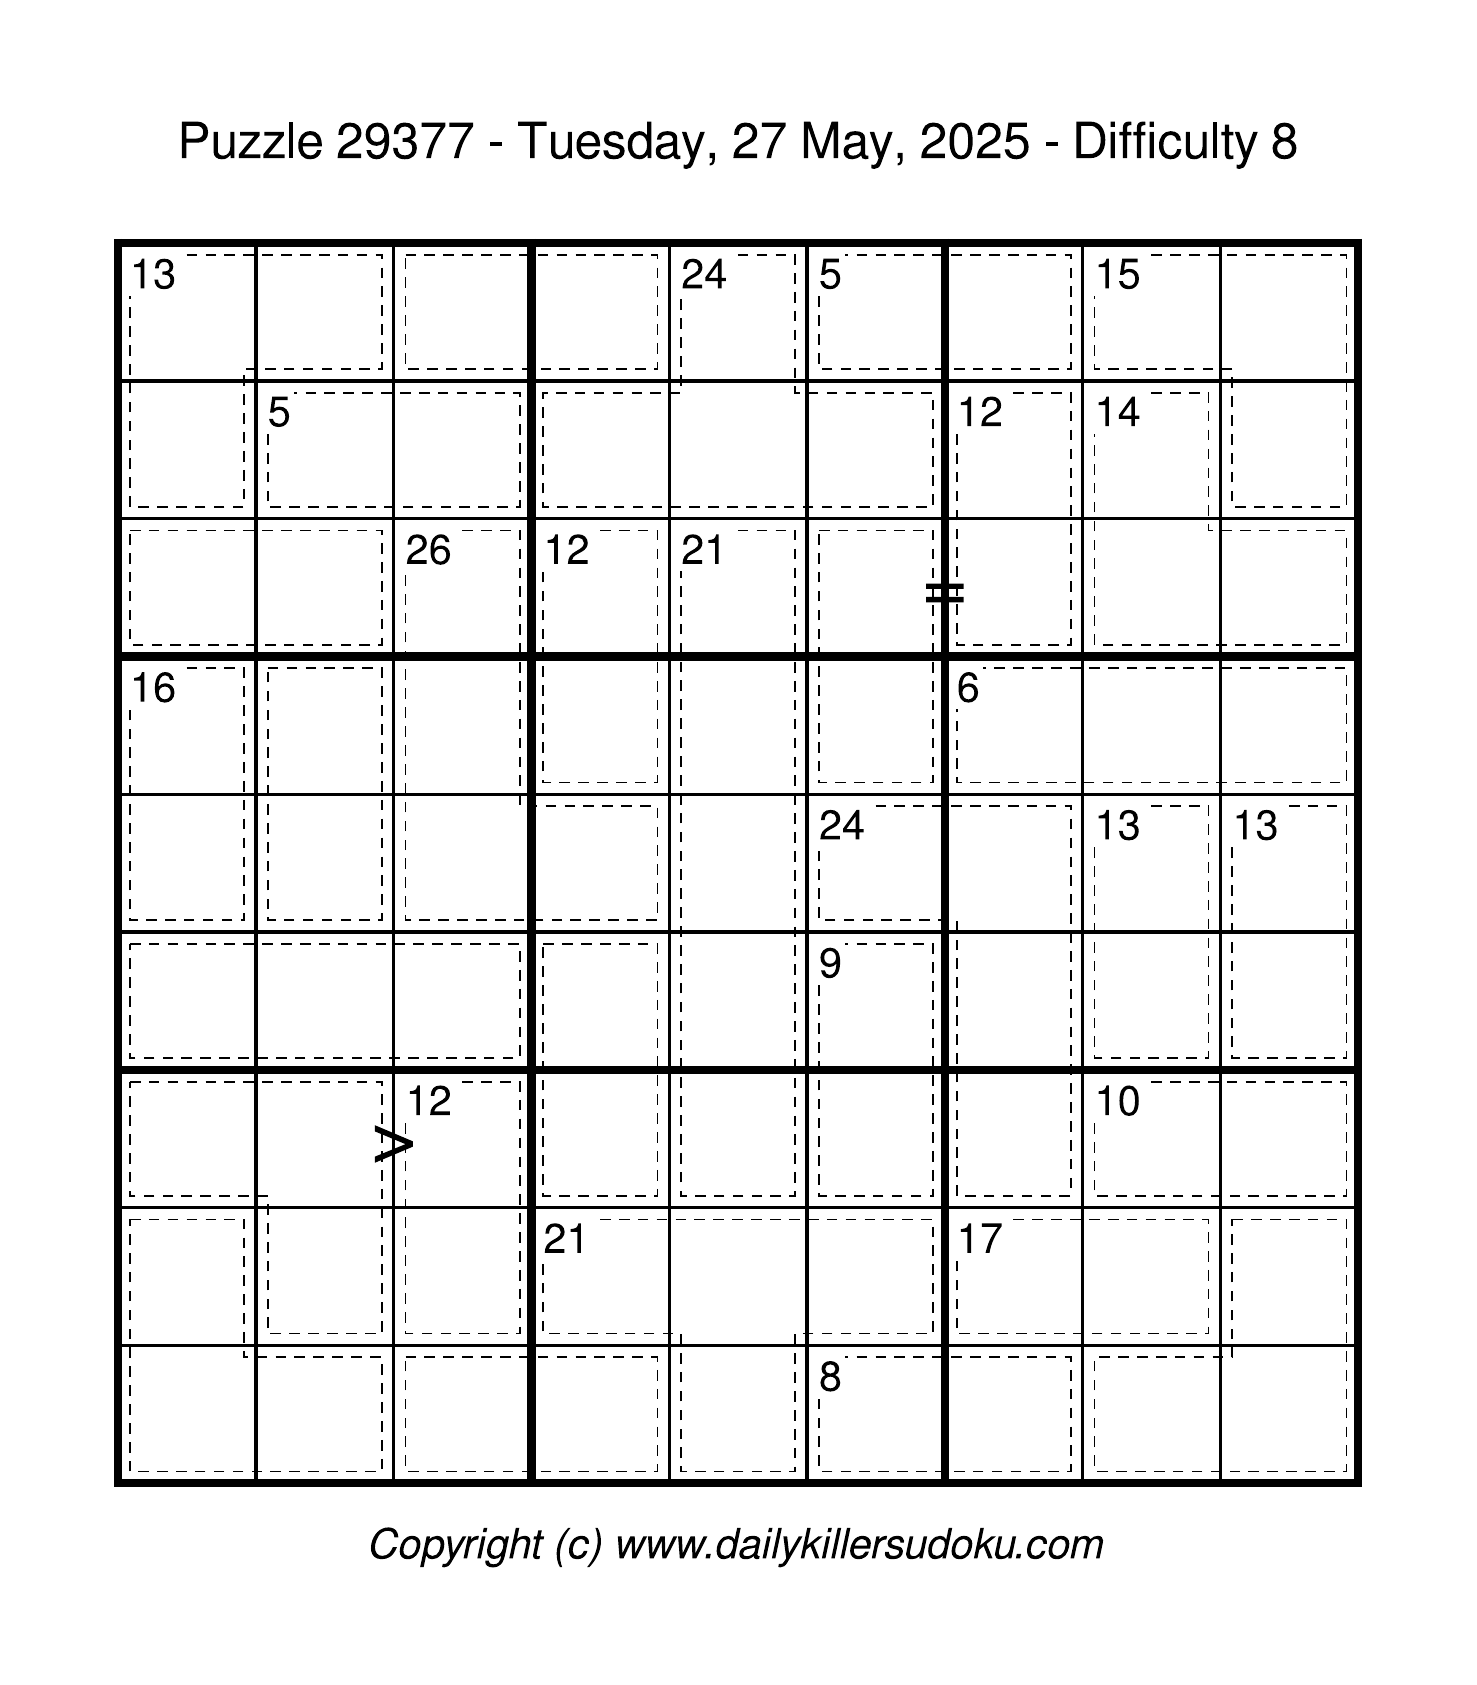 Puzzle 29377 - Tuesday, 27 May, 2025 - Difficulty 8
13 24 5 15
5 12 14
26 12 21
=
16 6
24 13 13
9
12 10
>
21 17
8
Copyright (c) www.dailykillersudoku.com